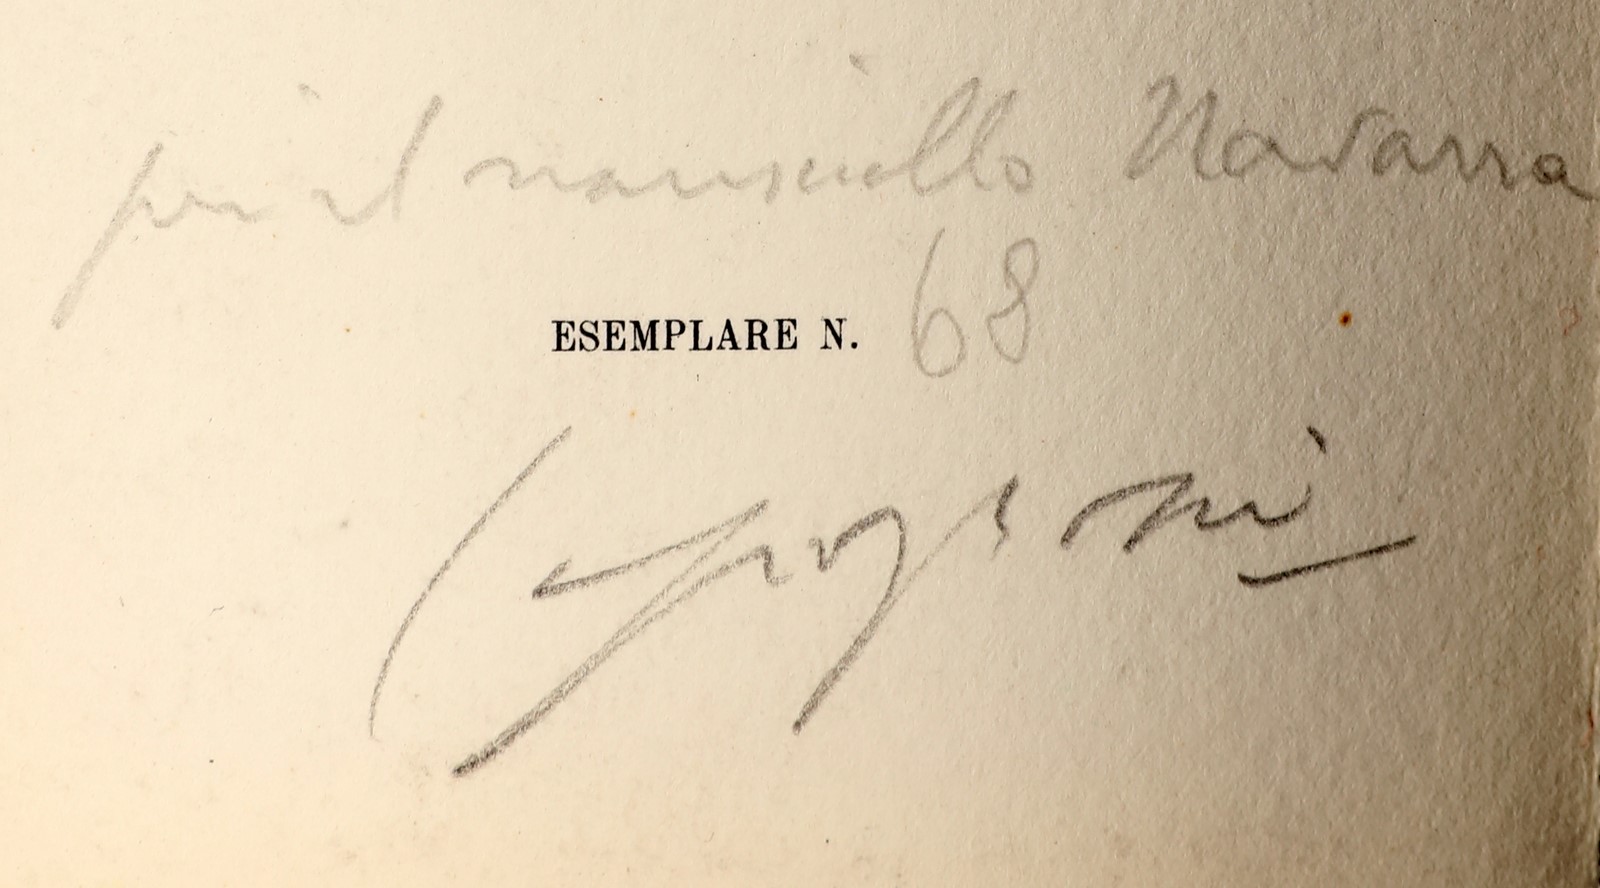 per il maresciallo Navarra
ESEMPLARE N. 68